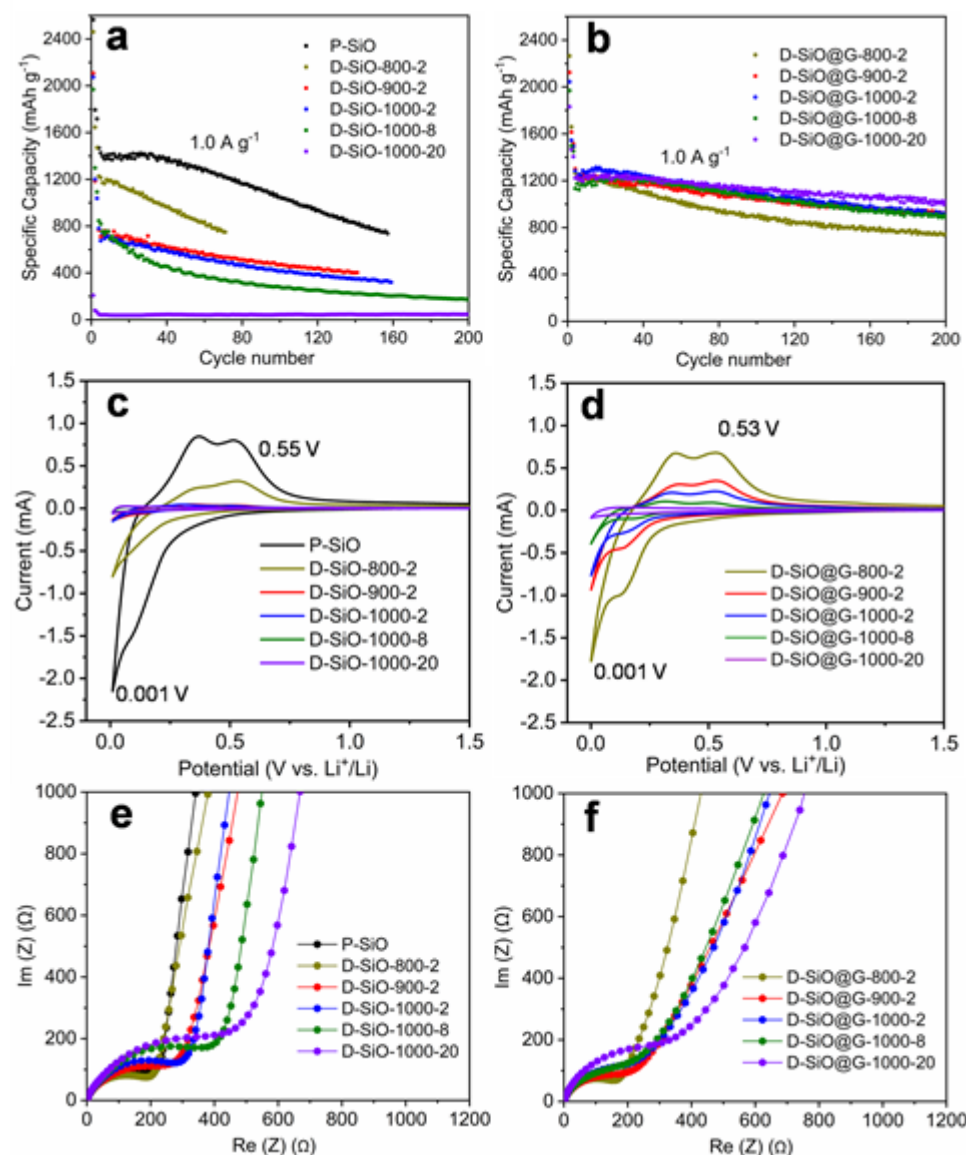 a
P-SiO
D-SiO-800-2
D-SiO-900-2
D-SiO-1000-2
D-SiO-1000-8
D-SiO-1000-20
1.0 A g⁻¹
2400
2000
1600
1200
800
400
0
0 40 80 120 160 200
Specific Capacity (mAh g⁻¹)
Cycle number
b
D-SiO@G-800-2
D-SiO@G-900-2
D-SiO@G-1000-2
D-SiO@G-1000-8
D-SiO@G-1000-20
1.0 A g⁻¹
2400
2000
1600
1200
800
400
0
0 40 80 120 160 200
Specific Capacity (mAh g⁻¹)
Cycle number
c
0.55 V
P-SiO
D-SiO-800-2
D-SiO-900-2
D-SiO-1000-2
D-SiO-1000-8
D-SiO-1000-20
0.001 V
1.5
1.0
0.5
0.0
-0.5
-1.0
-1.5
-2.0
-2.5
0.0 0.5 1.0 1.5
Current (mA)
Potential (V vs. Li⁺/Li)
d
0.53 V
D-SiO@G-800-2
D-SiO@G-900-2
D-SiO@G-1000-2
D-SiO@G-1000-8
D-SiO@G-1000-20
0.001 V
1.5
1.0
0.5
0.0
-0.5
-1.0
-1.5
-2.0
-2.5
0.0 0.5 1.0 1.5
Current (mA)
Potential (V vs. Li⁺/Li)
e
P-SiO
D-SiO-800-2
D-SiO-900-2
D-SiO-1000-2
D-SiO-1000-8
D-SiO-1000-20
1000
800
600
400
200
0
0 200 400 600 800 1000 1200
Im (Z) (Ω)
Re (Z) (Ω)
f
D-SiO@G-800-2
D-SiO@G-900-2
D-SiO@G-1000-2
D-SiO@G-1000-8
D-SiO@G-1000-20
1000
800
600
400
200
0
0 200 400 600 800 1000 1200
Im (Z) (Ω)
Re (Z) (Ω)